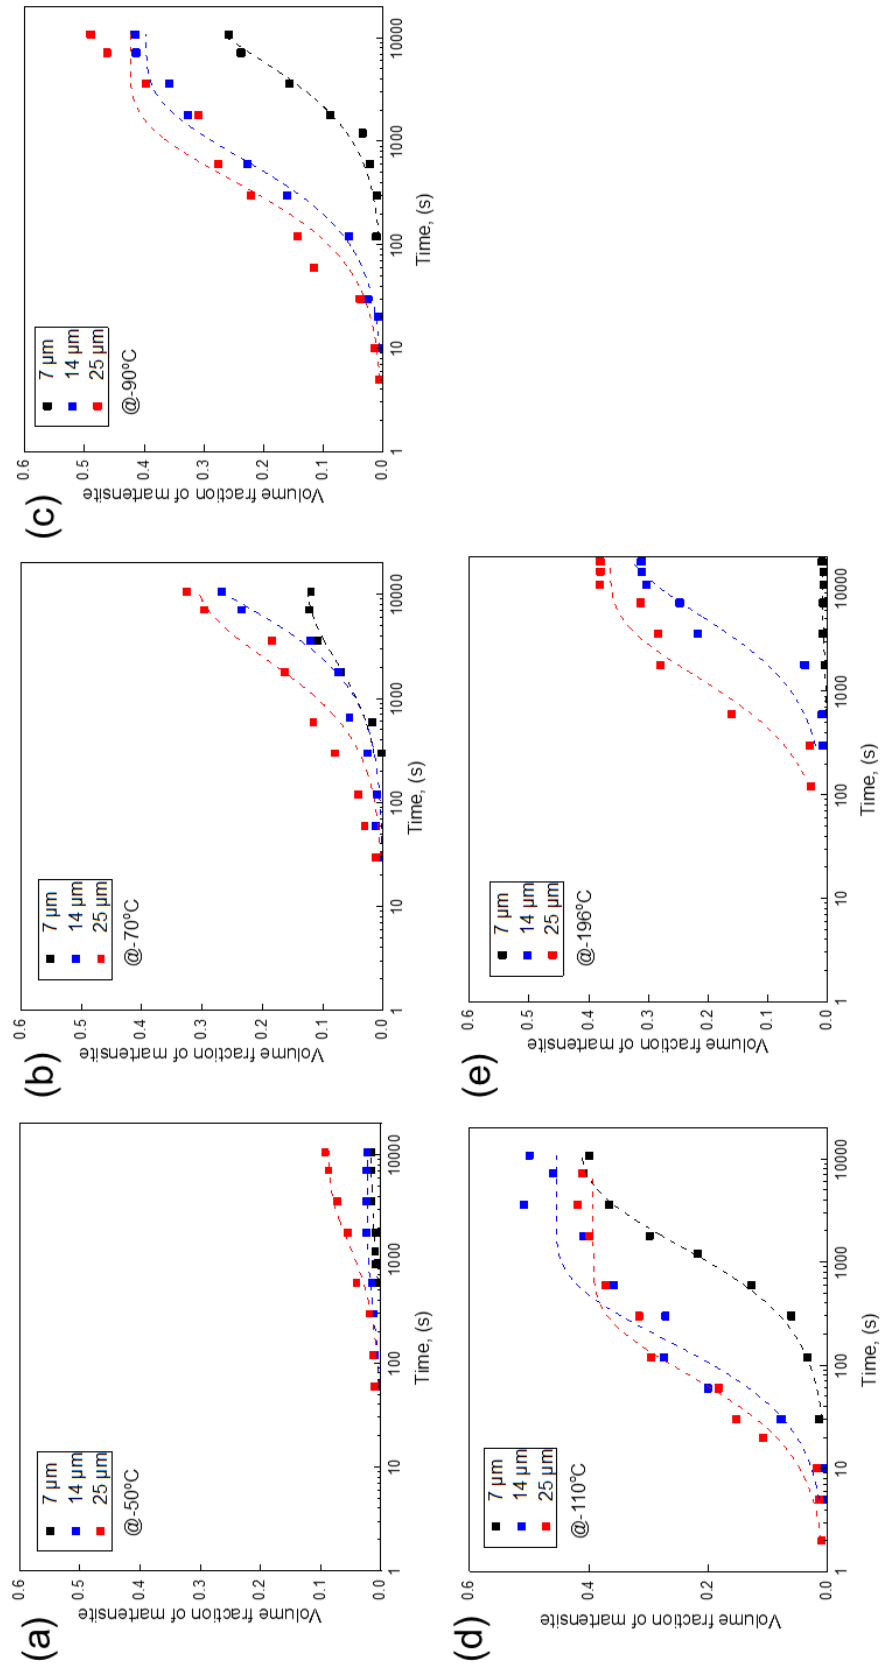 (a)
Volume fraction of martensite
0.6
0.5
0.4
0.3
0.2
0.1
0.0
7 µm
14 µm
25 µm
@-50ºC
1
10
100
1000
10000
Time, (s)
(b)
Volume fraction of martensite
0.6
0.5
0.4
0.3
0.2
0.1
0.0
7 µm
14 µm
25 µm
@-70ºC
1
10
100
1000
10000
Time, (s)
(c)
Volume fraction of martensite
0.6
0.5
0.4
0.3
0.2
0.1
0.0
7 µm
14 µm
25 µm
@-90ºC
1
10
100
1000
10000
Time, (s)
(d)
Volume fraction of martensite
0.6
0.4
0.2
0.0
7 µm
14 µm
25 µm
@-110ºC
1
10
100
1000
10000
Time, (s)
(e)
Volume fraction of martensite
0.6
0.5
0.4
0.3
0.2
0.1
0.0
7 µm
14 µm
25 µm
@-196ºC
1
10
100
1000
10000
Time, (s)